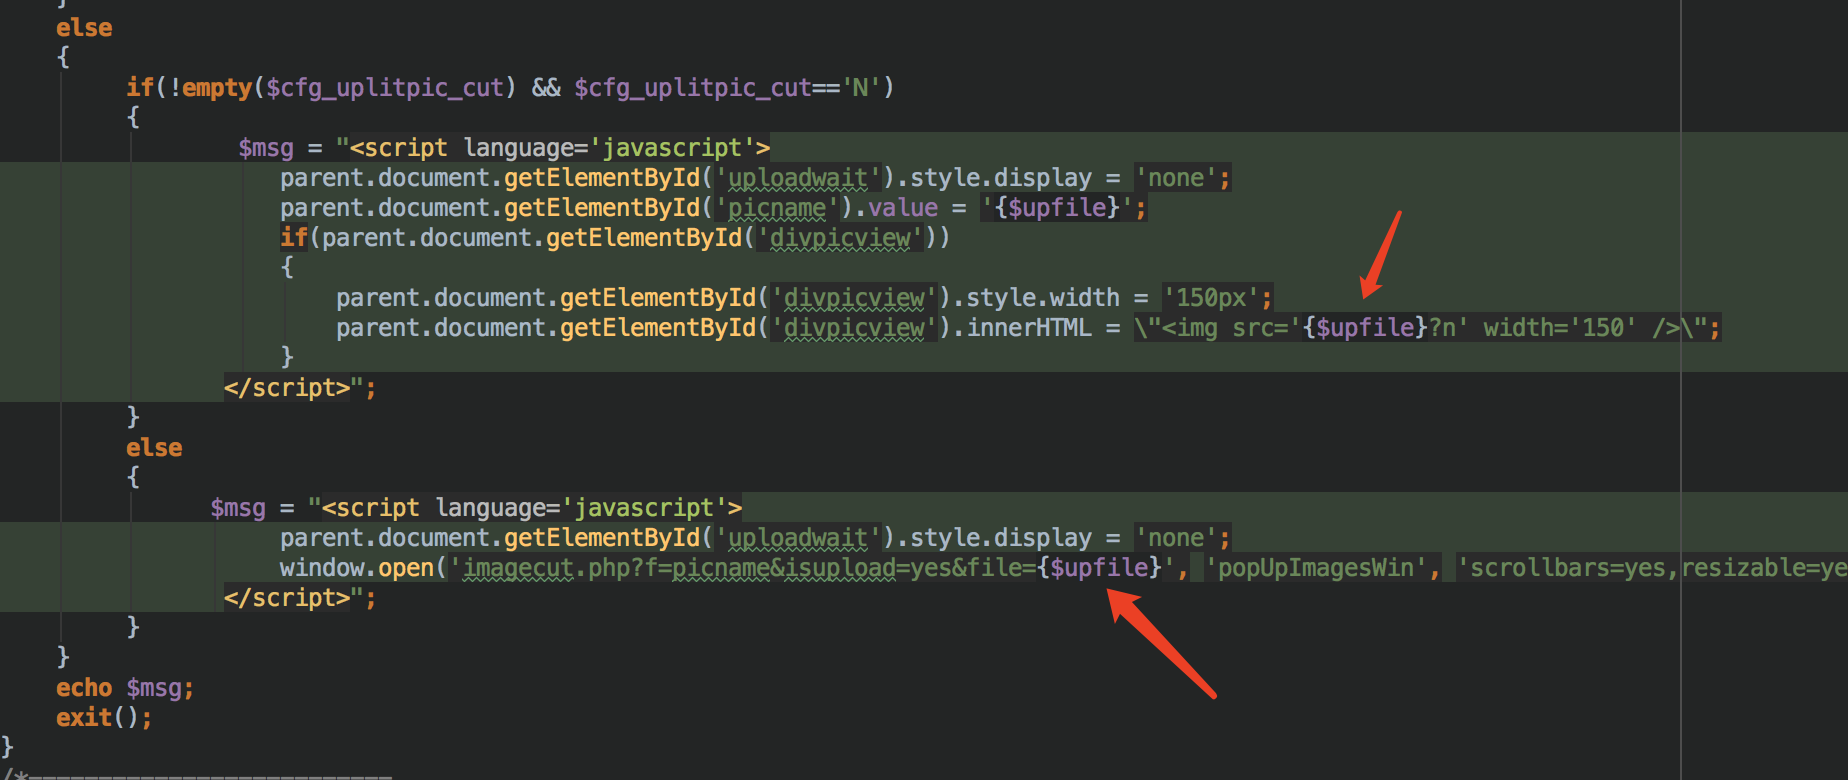 }
else
{
if(!empty($cfg_uplitpic_cut) && $cfg_uplitpic_cut=='N')
{
$msg = "<script language='javascript'>
parent.document.getElementById('uploadwait').style.display = 'none';
parent.document.getElementById('picname').value = '{$upfile}';
if(parent.document.getElementById('divpicview'))
{
parent.document.getElementById('divpicview').style.width = '150px';
parent.document.getElementById('divpicview').innerHTML = \"<img src='{$upfile}?n' width='150' />\";
}
</script>";
}
else
{
$msg = "<script language='javascript'>
parent.document.getElementById('uploadwait').style.display = 'none';
window.open('imagecut.php?f=picname&isupload=yes&file={$upfile}', 'popUpImagesWin', 'scrollbars=yes,resizable=ye
</script>";
}
}
echo $msg;
exit();
}
/*==========================